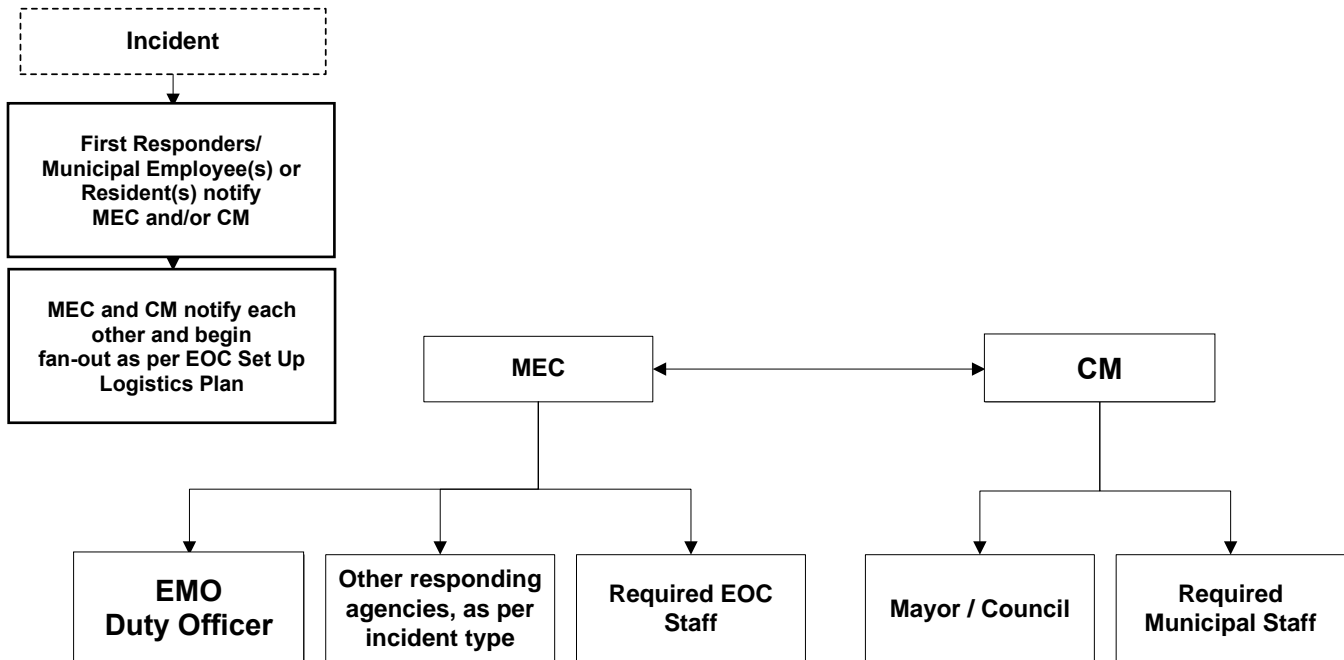 Incident
First Responders/
Municipal Employee(s) or
Resident(s) notify
MEC and/or CM
MEC and CM notify each
other and begin
fan-out as per EOC Set Up
Logistics Plan
MEC
CM
EMO
Duty Officer
Other responding
agencies, as per
incident type
Required EOC
Staff
Mayor / Council
Required
Municipal Staff